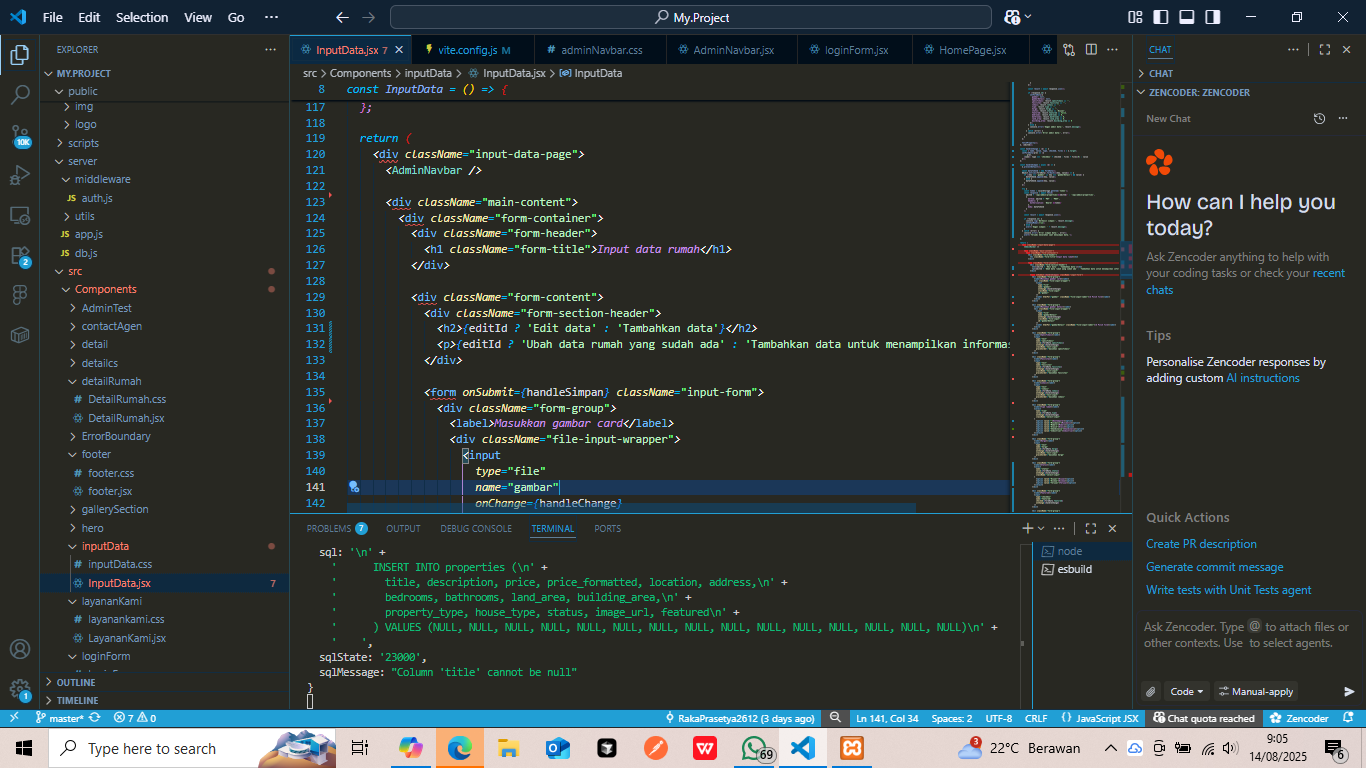 File Edit Selection View Go ··· My.Project
EXPLORER
MY.PROJECT
public
img
logo
scripts
server
middleware
JS auth.js
utils
JS app.js
JS db.js
src
Components
AdminTest
contactAgen
detail
detailcs
detailRumah
# DetailRumah.css
DetailRumah.jsx
ErrorBoundary
footer
# footer.css
footer.jsx
gallerySection
hero
inputData
# inputData.css
InputData.jsx 7
layananKami
# layanankami.css
LayananKami.jsx
loginForm
OUTLINE
TIMELINE
10K
2
1
InputData.jsx 7 vite.config.js M # adminNavbar.css AdminNavbar.jsx loginForm.jsx HomePage.jsx
src > Components > inputData > InputData.jsx > InputData
8 const InputData = () => {
117 };
118
119 return (
120 <div className="input-data-page">
121 <AdminNavbar />
122
123 <div className="main-content">
124 <div className="form-container">
125 <div className="form-header">
126 <h1 className="form-title">Input data rumah</h1>
127 </div>
128
129 <div className="form-content">
130 <div className="form-section-header">
131 <h2>{editId ? 'Edit data' : 'Tambahkan data'}</h2>
132 <p>{editId ? 'Ubah data rumah yang sudah ada' : 'Tambahkan data untuk menampilkan informas
133 </div>
134
135 <form onSubmit={handleSimpan} className="input-form">
136 <div className="form-group">
137 <label>Masukkan gambar card</label>
138 <div className="file-input-wrapper">
139 <input
140 type="file"
141 name="gambar"
142 onChange={handleChange}
PROBLEMS 7 OUTPUT DEBUG CONSOLE TERMINAL PORTS
sql: '\n' +
' INSERT INTO properties (\n' +
' title, description, price, price_formatted, location, address,\n' +
' bedrooms, bathrooms, land_area, building_area,\n' +
' property_type, house_type, status, image_url, featured\n' +
' ) VALUES (NULL, NULL, NULL, NULL, NULL, NULL, NULL, NULL, NULL, NULL, NULL, NULL, NULL, NULL, NULL)\n' +
' ',
sqlState: '23000',
sqlMessage: "Column 'title' cannot be null"
}
node
esbuild
CHAT
CHAT
ZENCODER: ZENCODER
New Chat
How can I help you
today?
Ask Zencoder anything to help with
your coding tasks or check your recent
chats
Tips
Personalise Zencoder responses by
adding custom AI instructions
Quick Actions
Create PR description
Generate commit message
Write tests with Unit Tests agent
Ask Zencoder. Type @ to attach files or
other contexts. Use to select agents.
Code Manual-apply
master* 7 0 RakaPrasetya2612 (3 days ago) Ln 141, Col 34 Spaces: 2 UTF-8 CRLF {} JavaScript JSX Chat quota reached Zencoder
Type here to search
69
3
22°C Berawan
9:05
14/08/2025
6